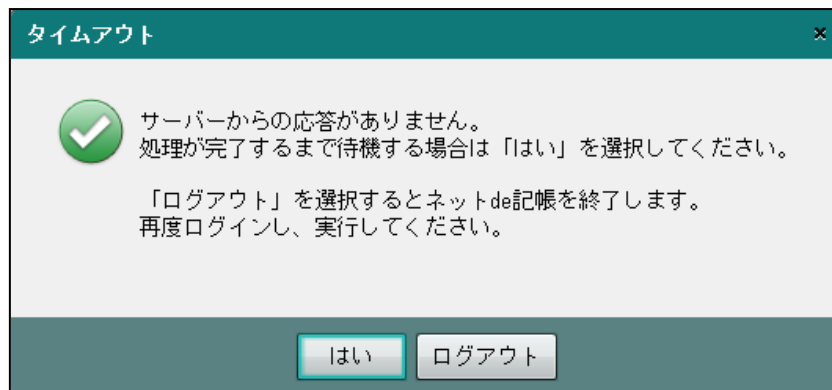 タイムアウト
×
サーバーからの応答がありません。
処理が完了するまで待機する場合は「はい」を選択してください。
「ログアウト」を選択するとネットde記帳を終了します。
再度ログインし、実行してください。
はい
ログアウト